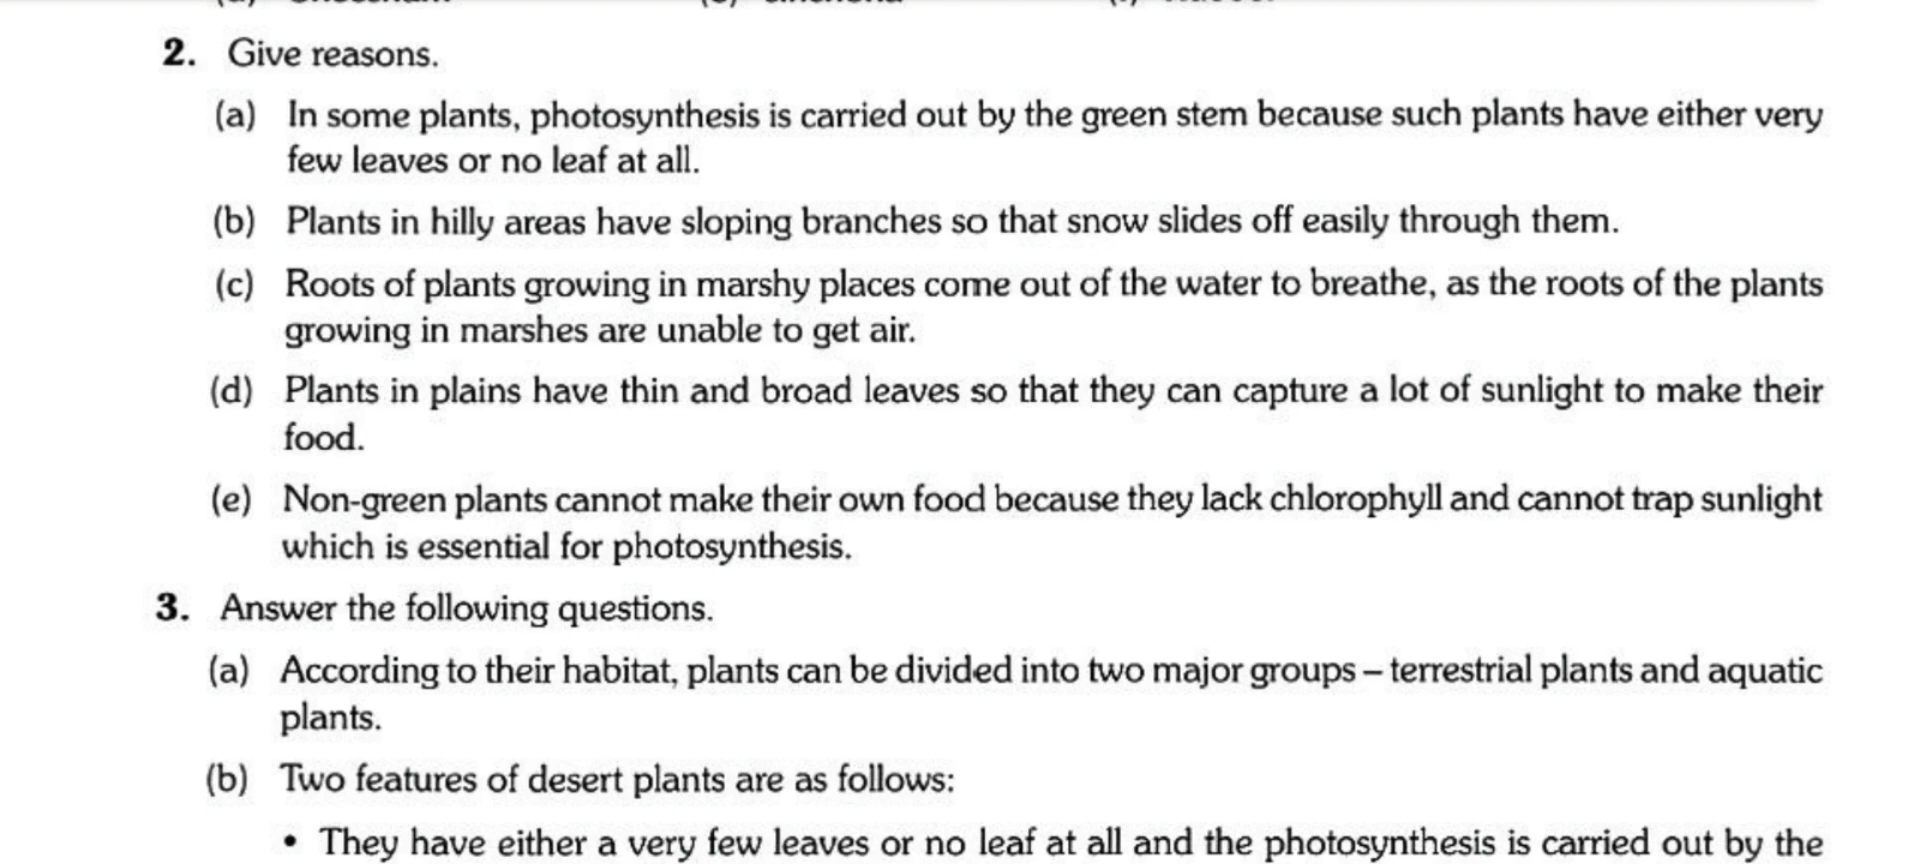 2. Give reasons.
(a) In some plants, photosynthesis is carried out by the green stem because such plants have either very
few leaves or no leaf at all.
(b) Plants in hilly areas have sloping branches so that snow slides off easily through them.
(c) Roots of plants growing in marshy places come out of the water to breathe, as the roots of the plants
growing in marshes are unable to get air.
(d) Plants in plains have thin and broad leaves so that they can capture a lot of sunlight to make their
food.
(e) Non-green plants cannot make their own food because they lack chlorophyll and cannot trap sunlight
which is essential for photosynthesis.
3. Answer the following questions.
(a) According to their habitat, plants can be divided into two major groups – terrestrial plants and aquatic
plants.
(b) Two features of desert plants are as follows:
• They have either a very few leaves or no leaf at all and the photosynthesis is carried out by the